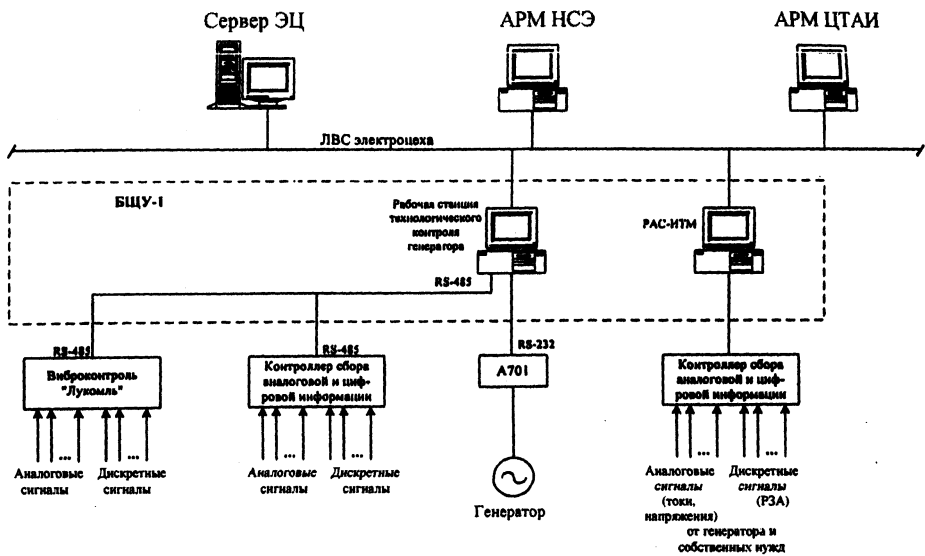 Сервер ЭЦ
АРМ НСЭ
АРМ ЦТАИ
ЛВС электроцеха
БЩУ-1
Рабочая станция
технологического
контроля
генератора
РАС-ИТМ
RS-485
RS-485
Виброконтроль
"Лукомль"
RS-485
Контроллер сбора
аналоговой и циф-
ровой информации
RS-232
А701
Контроллер сбора
аналоговой и циф-
ровой информации
...
...
Аналоговые
сигналы
Дискретные
сигналы
...
...
Аналоговые
сигналы
Дискретные
сигналы
Генератор
...
...
Аналоговые
сигналы
(токи,
напряжения)
Дискретные
сигналы
(РЗА)
от генератора и
собственных нужд